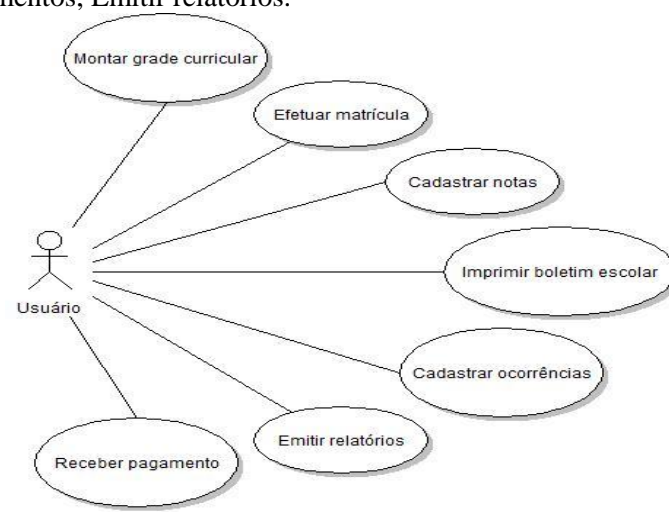 Emitir relatórios.
Montar grade curricular
Efetuar matrícula
Cadastrar notas
Imprimir boletim escolar
Usuário
Cadastrar ocorrências
Emitir relatórios
Receber pagamento